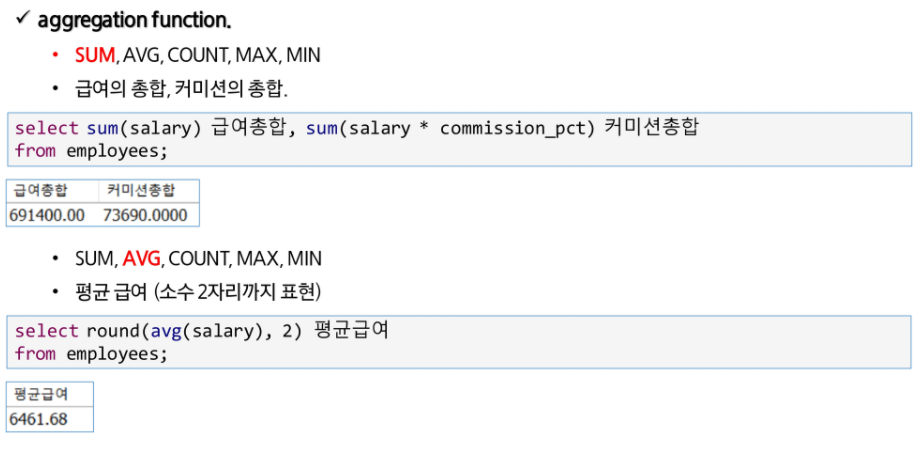 ✓ aggregation function.
• SUM, AVG, COUNT, MAX, MIN
• 급여의 총합, 커미션의 총합.
select sum(salary) 급여총합, sum(salary * commission_pct) 커미션총합
from employees;
급여총합 커미션총합
691400.00 73690.0000
• SUM, AVG, COUNT, MAX, MIN
• 평균 급여 (소수 2자리까지 표현)
select round(avg(salary), 2) 평균급여
from employees;
평균급여
6461.68